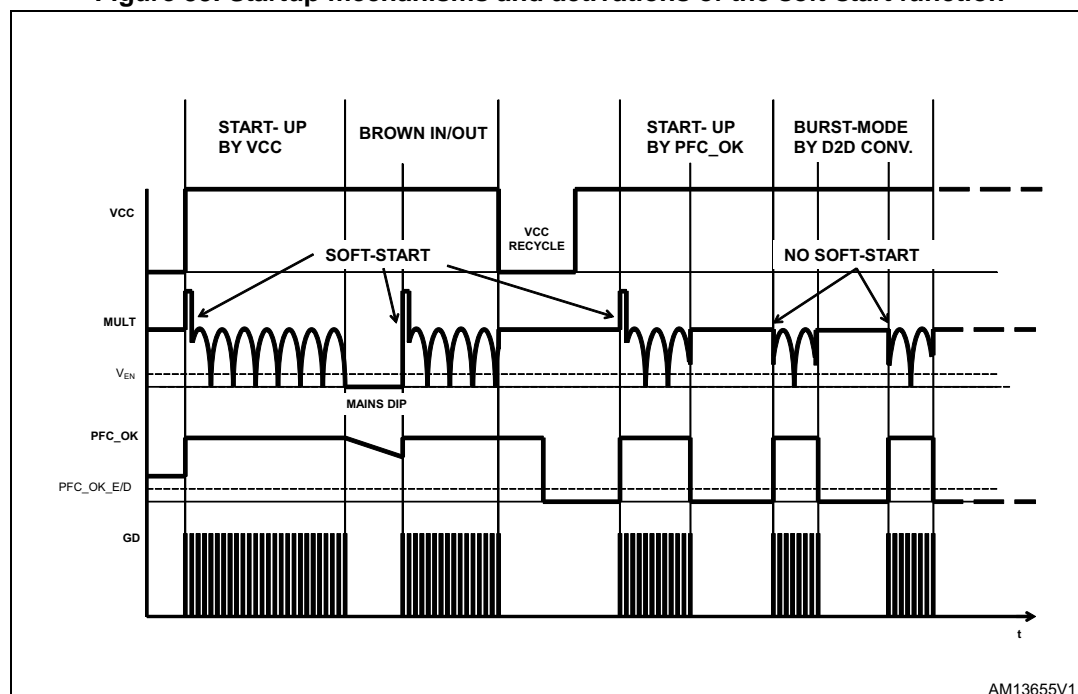 Figure 35. Startup mechanisms and activations of the soft-start function
START- UP
BY VCC
BROWN IN/OUT
START- UP
BY PFC_OK
BURST-MODE
BY D2D CONV.
VCC
VCC
RECYCLE
SOFT-START
NO SOFT-START
MULT
VEN
MAINS DIP
PFC_OK
PFC_OK_E/D
GD
t
AM13655V1